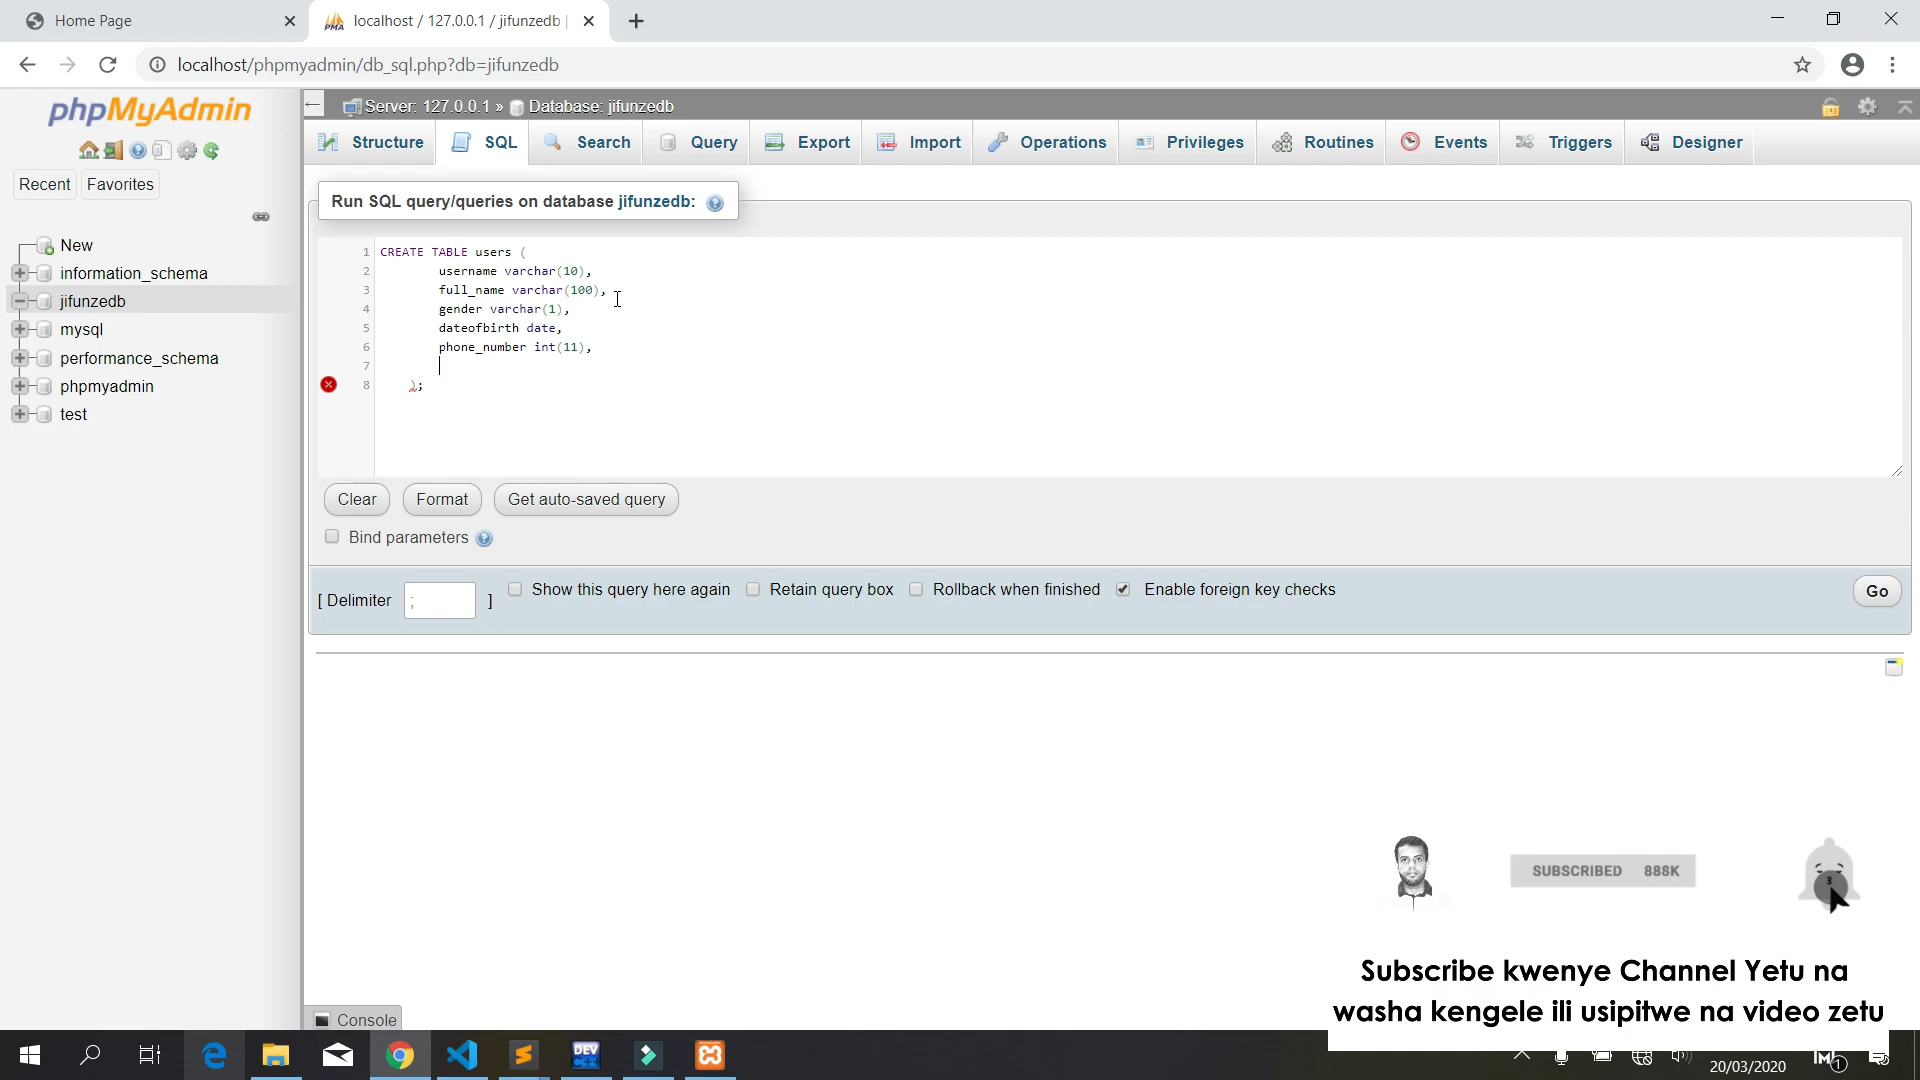 Home Page
localhost / 127.0.0.1 / jifunzedb |
localhost/phpmyadmin/db_sql.php?db=jifunzedb
phpMyAdmin
Recent
Favorites
New
information_schema
jifunzedb
mysql
performance_schema
phpmyadmin
test
Server: 127.0.0.1 » Database: jifunzedb
Structure
SQL
Search
Query
Export
Import
Operations
Privileges
Routines
Events
Triggers
Designer
Run SQL query/queries on database jifunzedb:
1 CREATE TABLE users (
2 username varchar(10),
3 full_name varchar(100),
4 gender varchar(1),
5 dateofbirth date,
6 phone_number int(11),
7
8 );
Clear
Format
Get auto-saved query
Bind parameters
[ Delimiter ; ]
Show this query here again
Retain query box
Rollback when finished
Enable foreign key checks
Go
Console
SUBSCRIBED 888K
3
Subscribe kwenye Channel Yetu na
washa kengele ili usipitwe na video zetu
DEV
20/03/2020
1